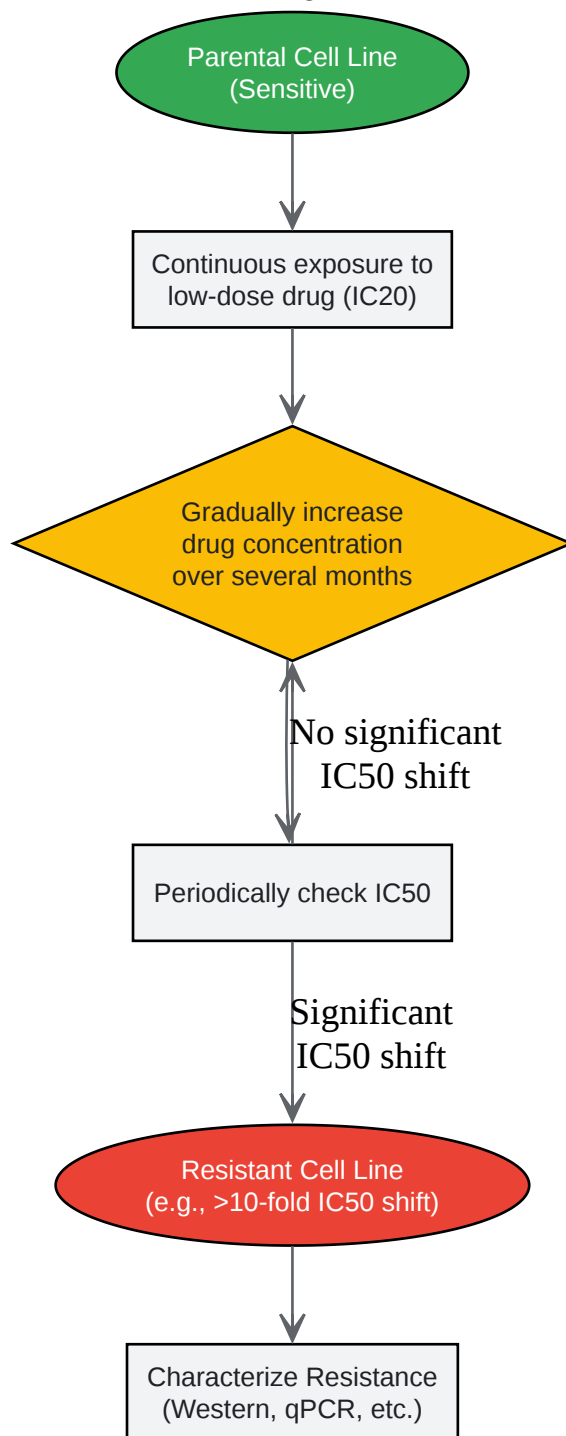 Parental Cell Line
(Sensitive)
Continuous exposure to
low-dose drug (IC20)
Gradually increase
drug concentration
over several months
No significant
IC50 shift
Periodically check IC50
Significant
IC50 shift
Resistant Cell Line
(e.g., >10-fold IC50 shift)
Characterize Resistance
(Western, qPCR, etc.)